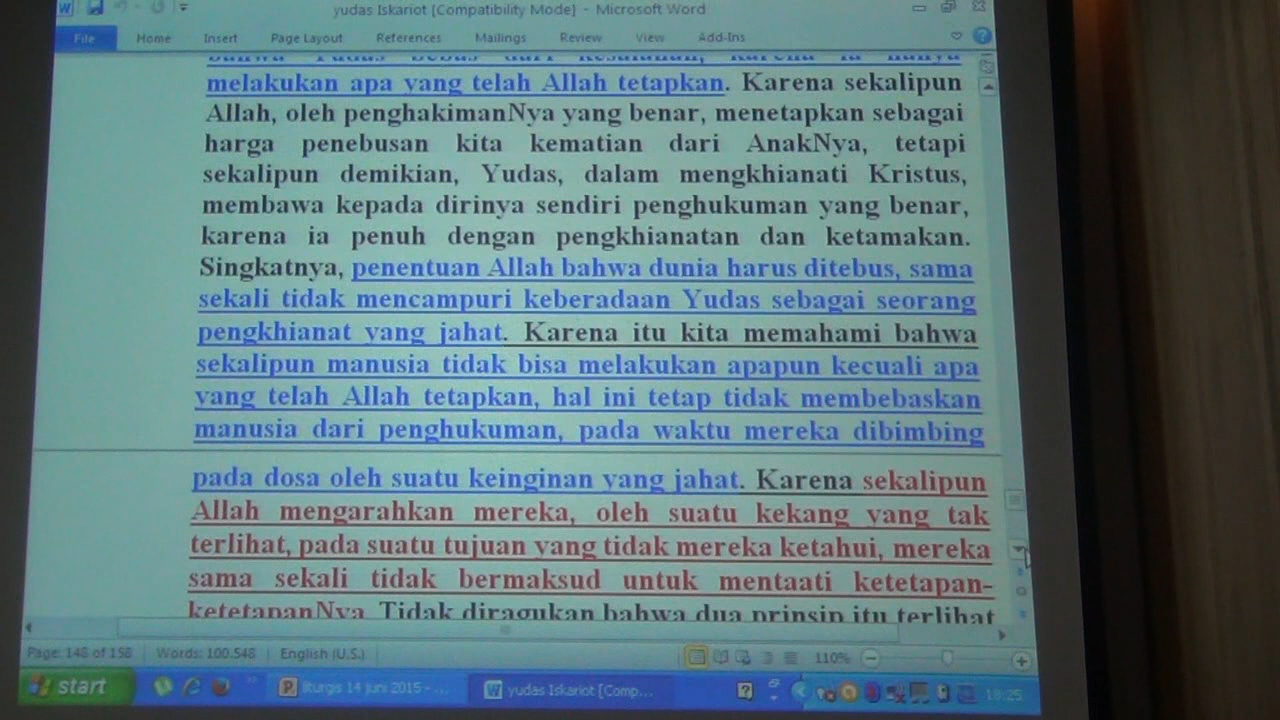 yudas Iskariot [Compatibility Mode] - Microsoft Word
File Home Insert Page Layout References Mailings Review View Add-Ins
melakukan apa yang telah Allah tetapkan. Karena sekalipun
Allah, oleh penghakimanNya yang benar, menetapkan sebagai
harga penebusan kita kematian dari AnakNya, tetapi
sekalipun demikian, Yudas, dalam mengkhianati Kristus,
membawa kepada dirinya sendiri penghukuman yang benar,
karena ia penuh dengan pengkhianatan dan ketamakan.
Singkatnya, penentuan Allah bahwa dunia harus ditebus, sama
sekali tidak mencampuri keberadaan Yudas sebagai seorang
pengkhianat yang jahat. Karena itu kita memahami bahwa
sekalipun manusia tidak bisa melakukan apapun kecuali apa
yang telah Allah tetapkan, hal ini tetap tidak membebaskan
manusia dari penghukuman, pada waktu mereka dibimbing
pada dosa oleh suatu keinginan yang jahat. Karena sekalipun
Allah mengarahkan mereka, oleh suatu kekang yang tak
terlihat, pada suatu tujuan yang tidak mereka ketahui, mereka
sama sekali tidak bermaksud untuk mentaati ketetapan-
ketetapanNya. Tidak diragukan bahwa dua prinsip itu terlihat
Page: 148 of 158 Words: 100.548 English (U.S.) 110%
start liturgis 14 juni 2015 - ... yudas Iskariot [Comp... 18:25